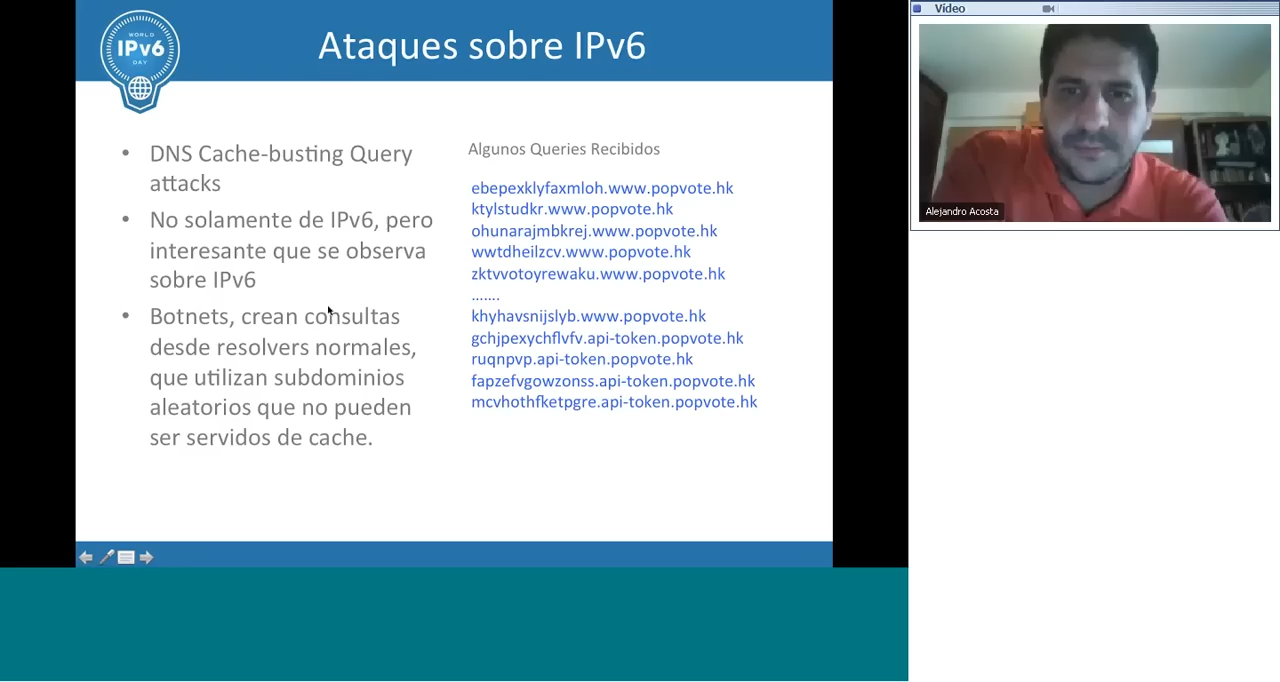 WORLD
IPv6
DAY
Ataques sobre IPv6
• DNS Cache-busting Query
attacks
• No solamente de IPv6, pero
interesante que se observa
sobre IPv6
• Botnets, crean consultas
desde resolvers normales,
que utilizan subdominios
aleatorios que no pueden
ser servidos de cache.
Algunos Queries Recibidos
ebepexklyfaxmloh.www.popvote.hk
ktylstudkr.www.popvote.hk
ohunarajmbkrej.www.popvote.hk
wwtdheilzcv.www.popvote.hk
zktvvotoyrewaku.www.popvote.hk
.......
khyhavsnijslyb.www.popvote.hk
gchjpexychflvfv.api-token.popvote.hk
ruqnpvp.api-token.popvote.hk
fapzefvgowzonss.api-token.popvote.hk
mcvhothfketpgre.api-token.popvote.hk
Vídeo
Alejandro Acosta